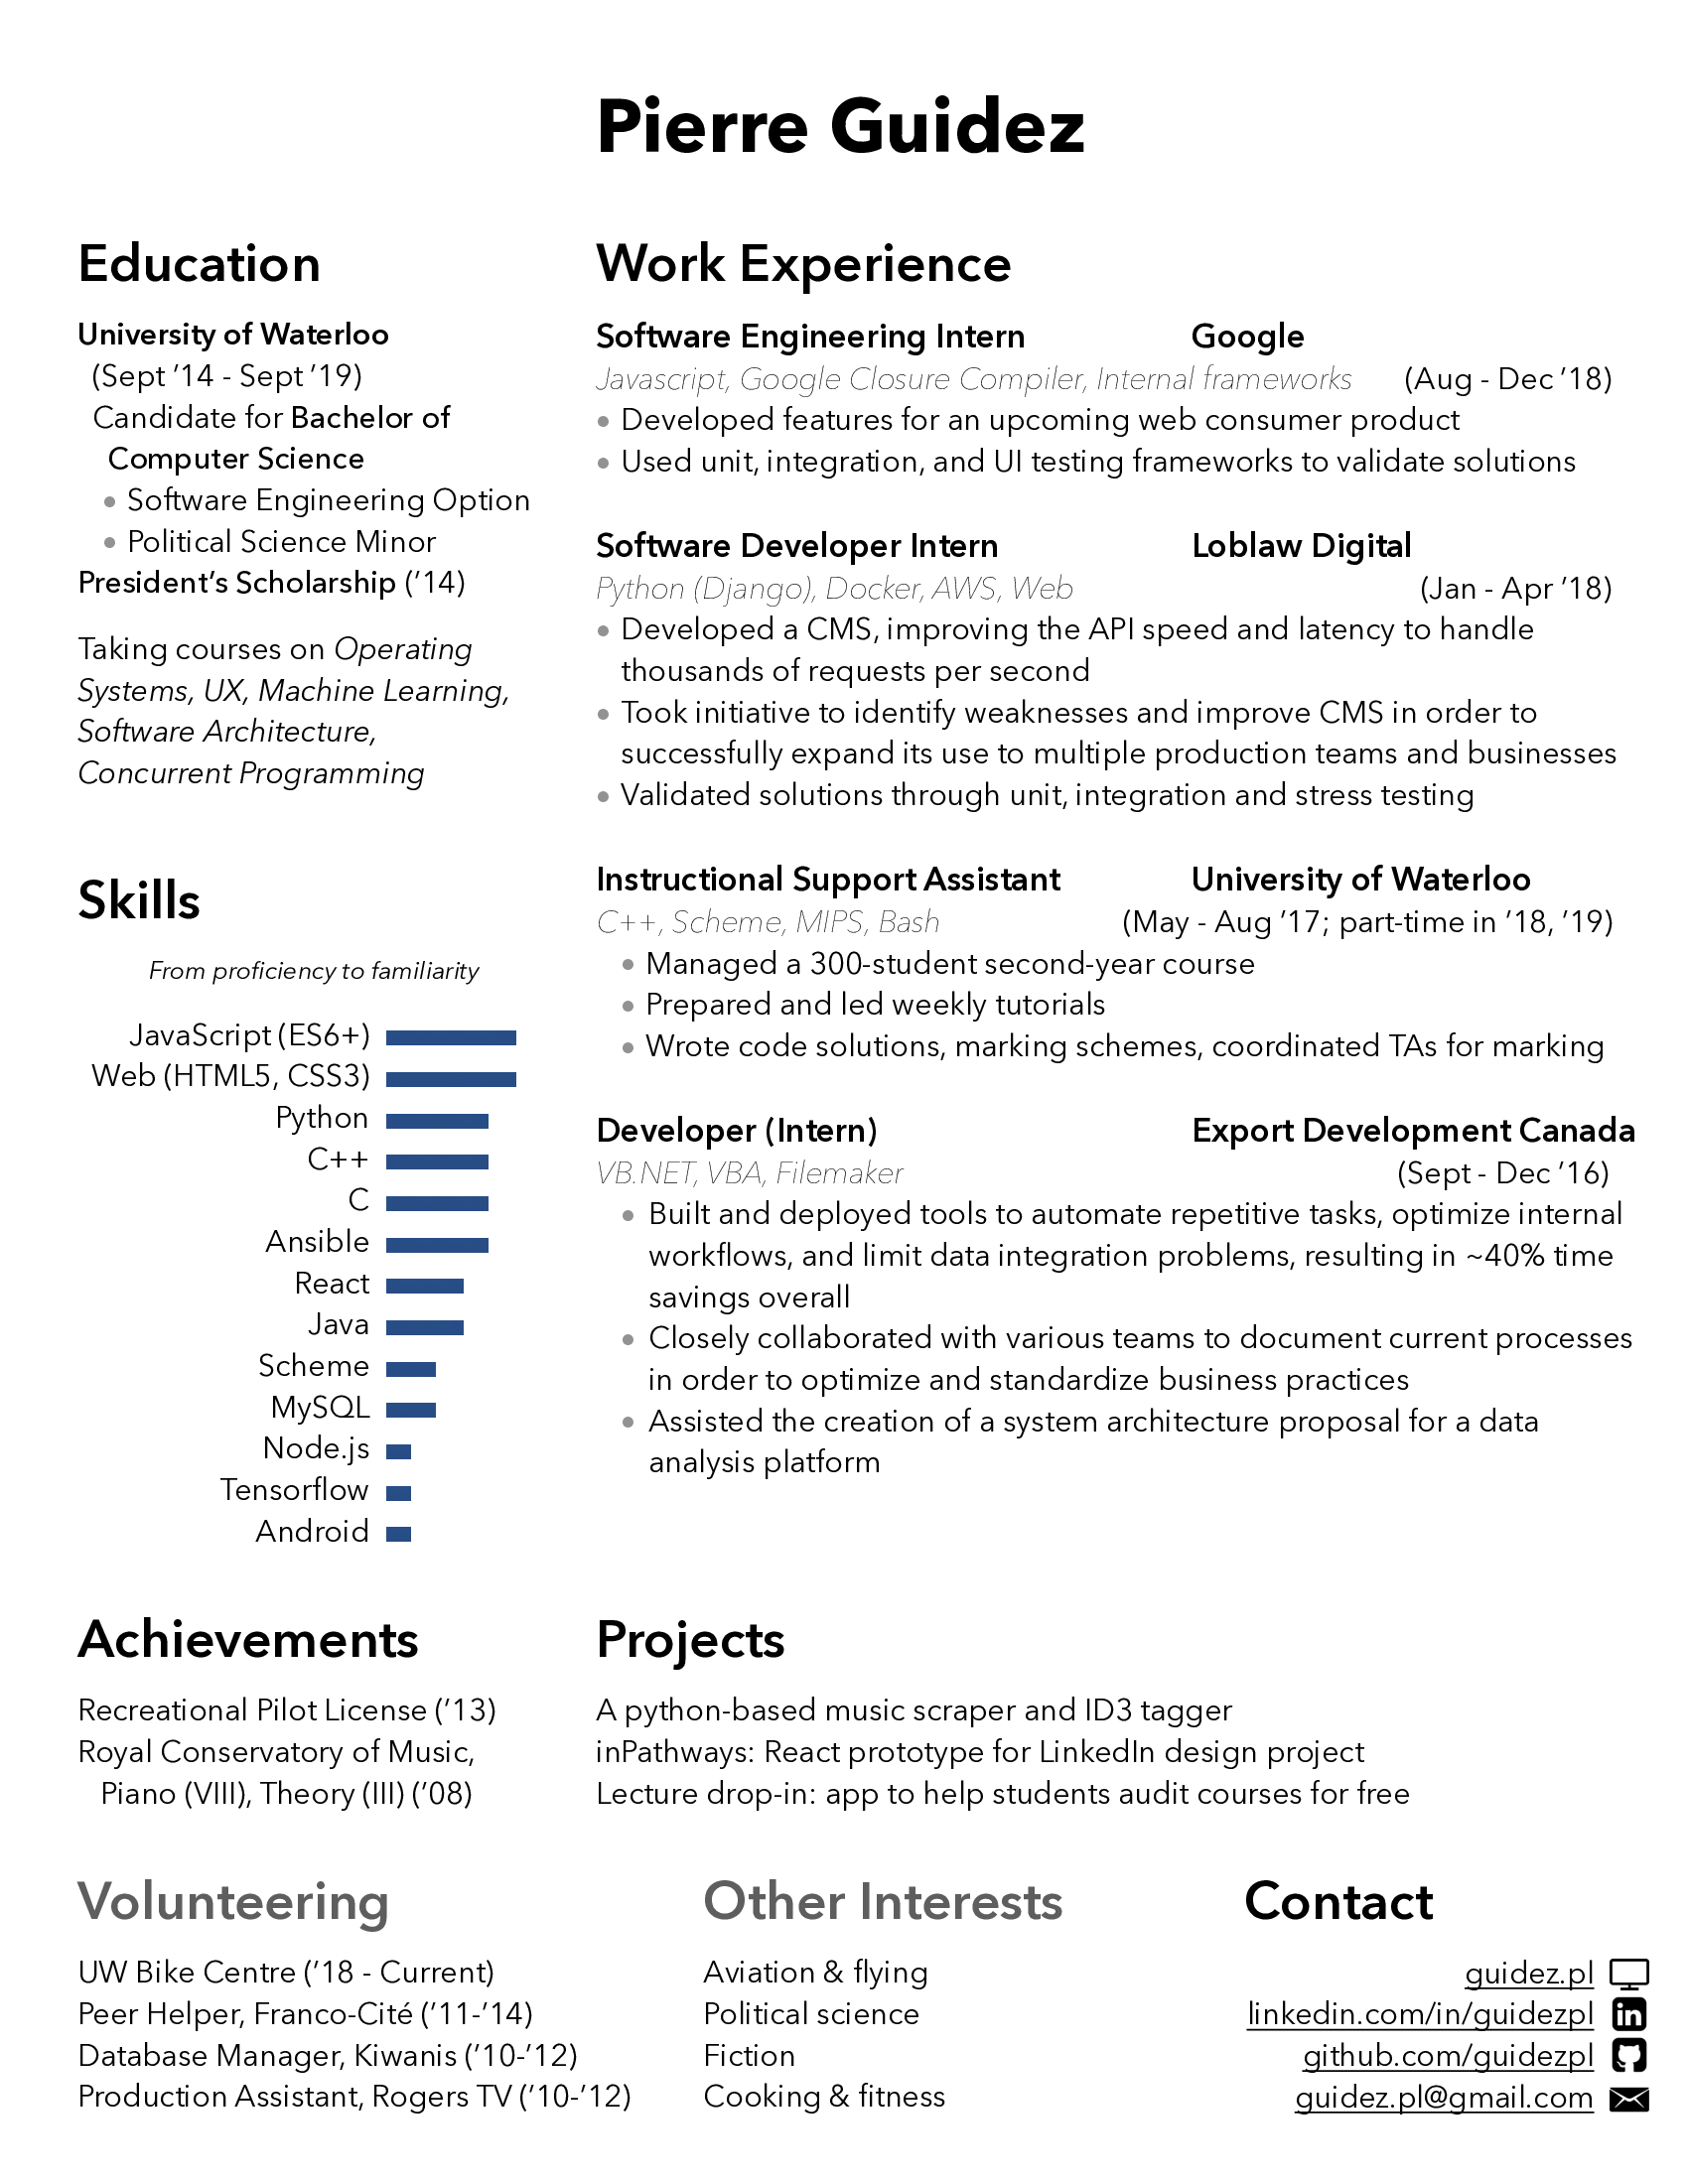 Pierre Guidez
Education
University of Waterloo
(Sept ’14 - Sept ’19)
Candidate for Bachelor of
Computer Science
• Software Engineering Option
• Political Science Minor
President’s Scholarship (’14)
Taking courses on Operating
Systems, UX, Machine Learning,
Software Architecture,
Concurrent Programming
Skills
From proficiency to familiarity
JavaScript (ES6+)
Web (HTML5, CSS3)
Python
C++
C
Ansible
React
Java
Scheme
MySQL
Node.js
Tensorflow
Android
Work Experience
Software Engineering Intern Google
Javascript, Google Closure Compiler, Internal frameworks (Aug - Dec ’18)
• Developed features for an upcoming web consumer product
• Used unit, integration, and UI testing frameworks to validate solutions
Software Developer Intern Loblaw Digital
Python (Django), Docker, AWS, Web (Jan - Apr ’18)
• Developed a CMS, improving the API speed and latency to handle
thousands of requests per second
• Took initiative to identify weaknesses and improve CMS in order to
successfully expand its use to multiple production teams and businesses
• Validated solutions through unit, integration and stress testing
Instructional Support Assistant University of Waterloo
C++, Scheme, MIPS, Bash (May - Aug ’17; part-time in ’18, ’19)
• Managed a 300-student second-year course
• Prepared and led weekly tutorials
• Wrote code solutions, marking schemes, coordinated TAs for marking
Developer (Intern) Export Development Canada
VB.NET, VBA, Filemaker (Sept - Dec ’16)
• Built and deployed tools to automate repetitive tasks, optimize internal
workflows, and limit data integration problems, resulting in ~40% time
savings overall
• Closely collaborated with various teams to document current processes
in order to optimize and standardize business practices
• Assisted the creation of a system architecture proposal for a data
analysis platform
Achievements
Recreational Pilot License (’13)
Royal Conservatory of Music,
Piano (VIII), Theory (III) (’08)
Projects
A python-based music scraper and ID3 tagger
inPathways: React prototype for LinkedIn design project
Lecture drop-in: app to help students audit courses for free
Volunteering
UW Bike Centre (’18 - Current)
Peer Helper, Franco-Cité (’11-’14)
Database Manager, Kiwanis (’10-’12)
Production Assistant, Rogers TV (’10-’12)
Other Interests
Aviation & flying
Political science
Fiction
Cooking & fitness
Contact
guidez.pl
linkedin.com/in/guidezpl
github.com/guidezpl
guidez.pl@gmail.com